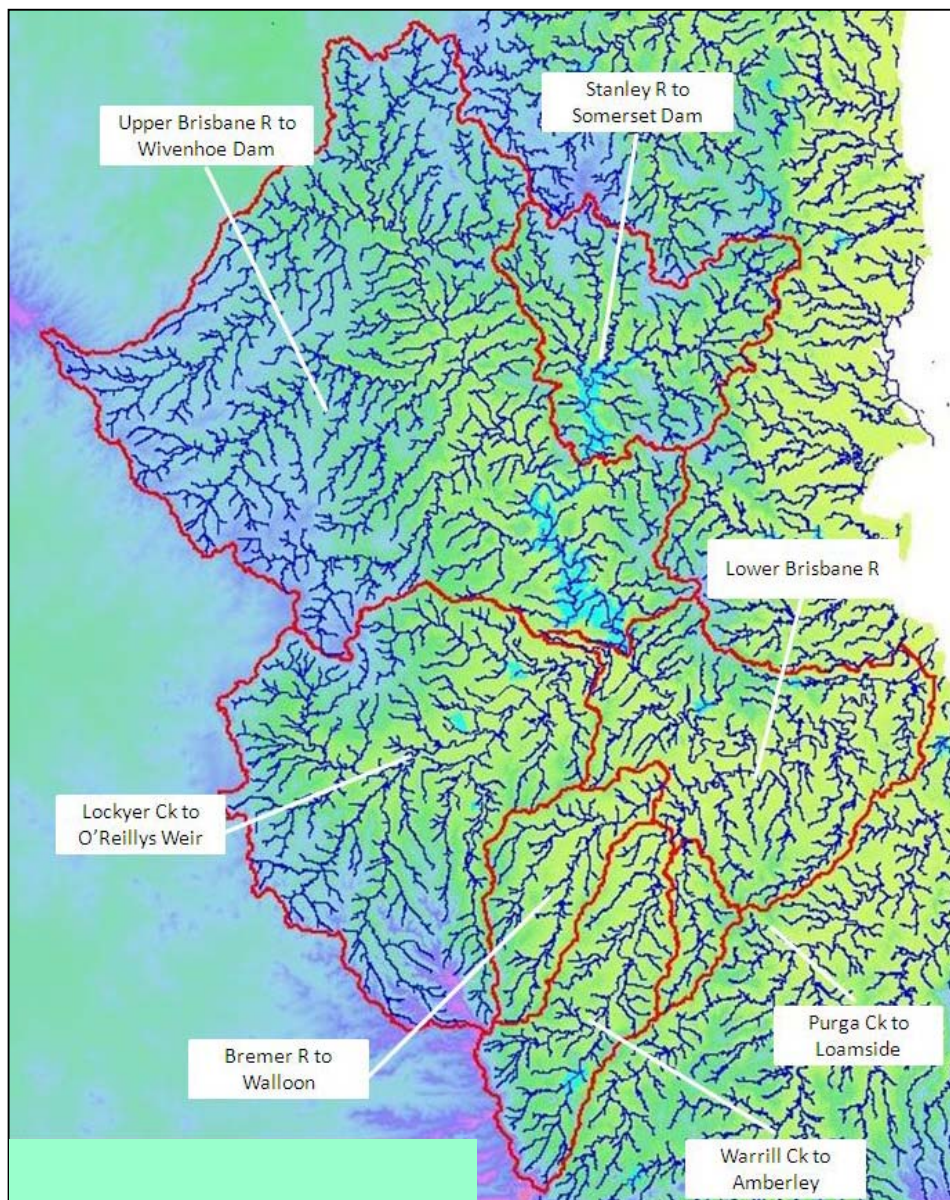 Upper Brisbane R to
Wivenhoe Dam
Stanley R to
Somerset Dam
Lower Brisbane R
Lockyer Ck to
O'Reillys Weir
Bremer R to
Walloon
Purga Ck to
Loamside
Warrill Ck to
Amberley